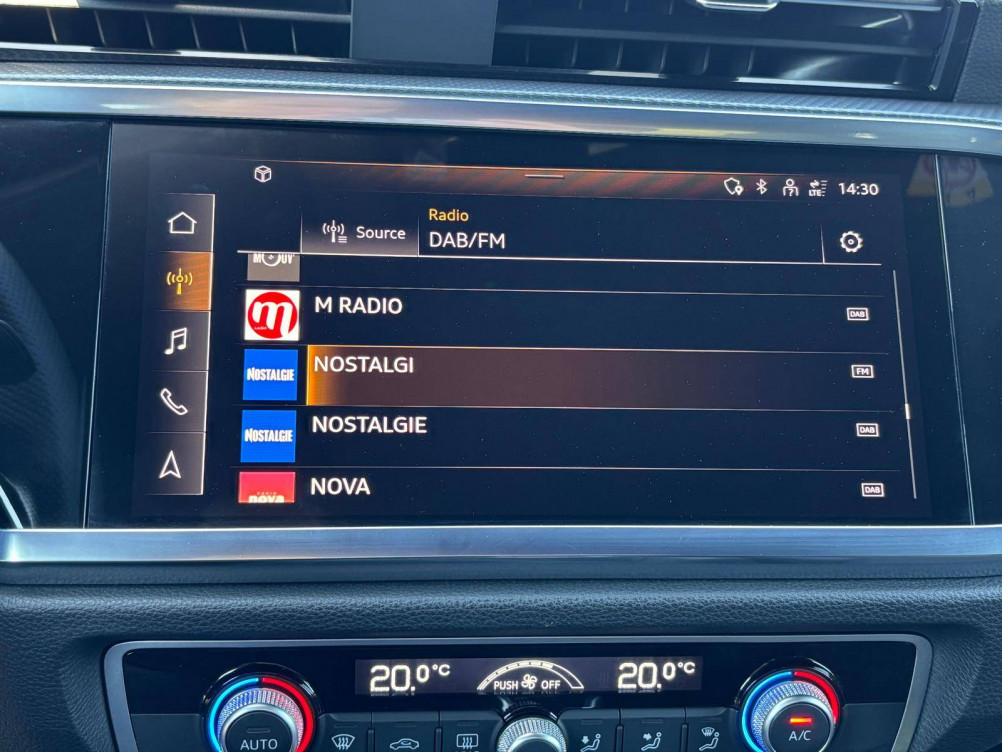 LTE
14:30
Radio
Source
DAB/FM
M RADIO
DAB
NOSTALGIE
NOSTALGI
FM
NOSTALGIE
NOSTALGIE
DAB
NOVA
DAB
20.0°C
PUSH OFF
20.0°C
AUTO
A/C